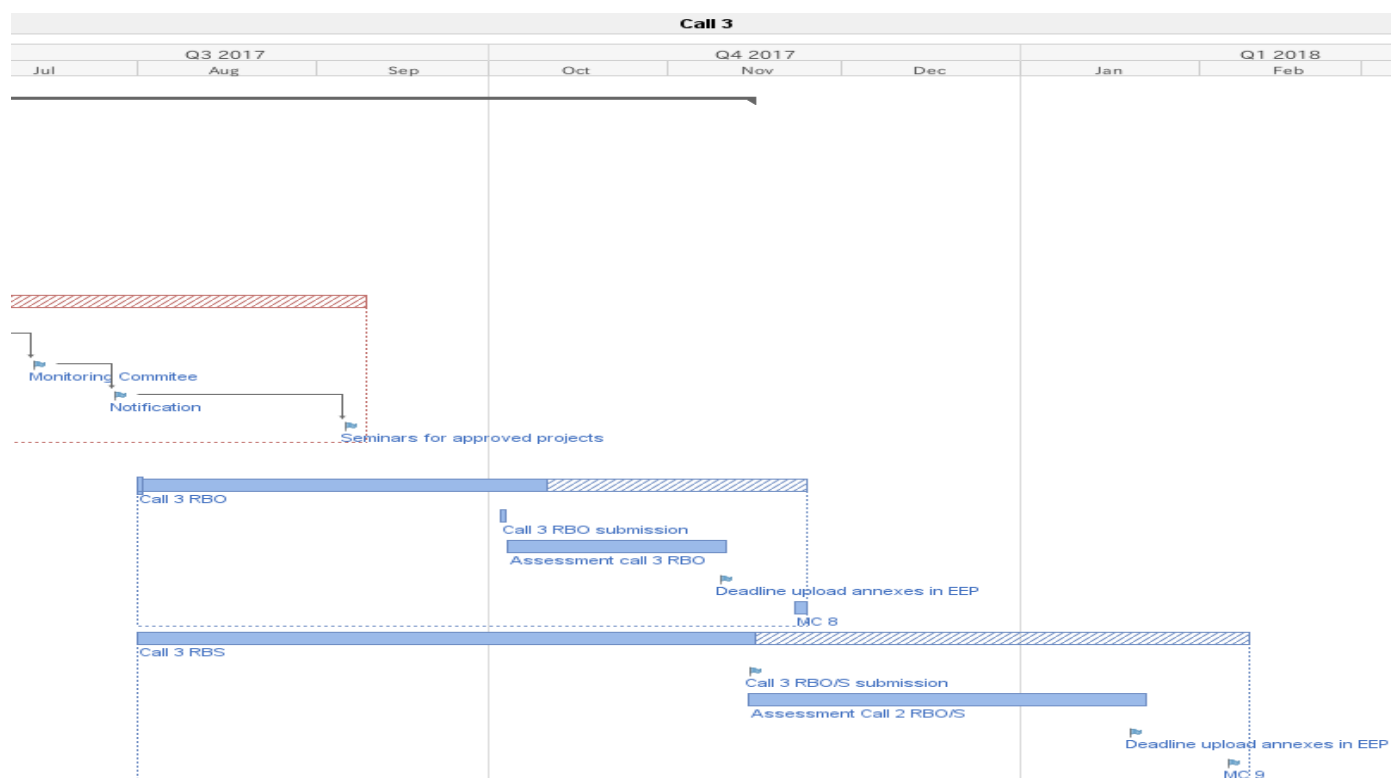 Call 3
Q3 2017 Q4 2017 Q1 2018
Jul Aug Sep Oct Nov Dec Jan Feb
Monitoring Commitee
Notification
Seminars for approved projects
Call 3 RBO
Call 3 RBO submission
Assessment call 3 RBO
Deadline upload annexes in EEP
MC 8
Call 3 RBS
Call 3 RBO/S submission
Assessment Call 2 RBO/S
Deadline upload annexes in EEP
MC 9